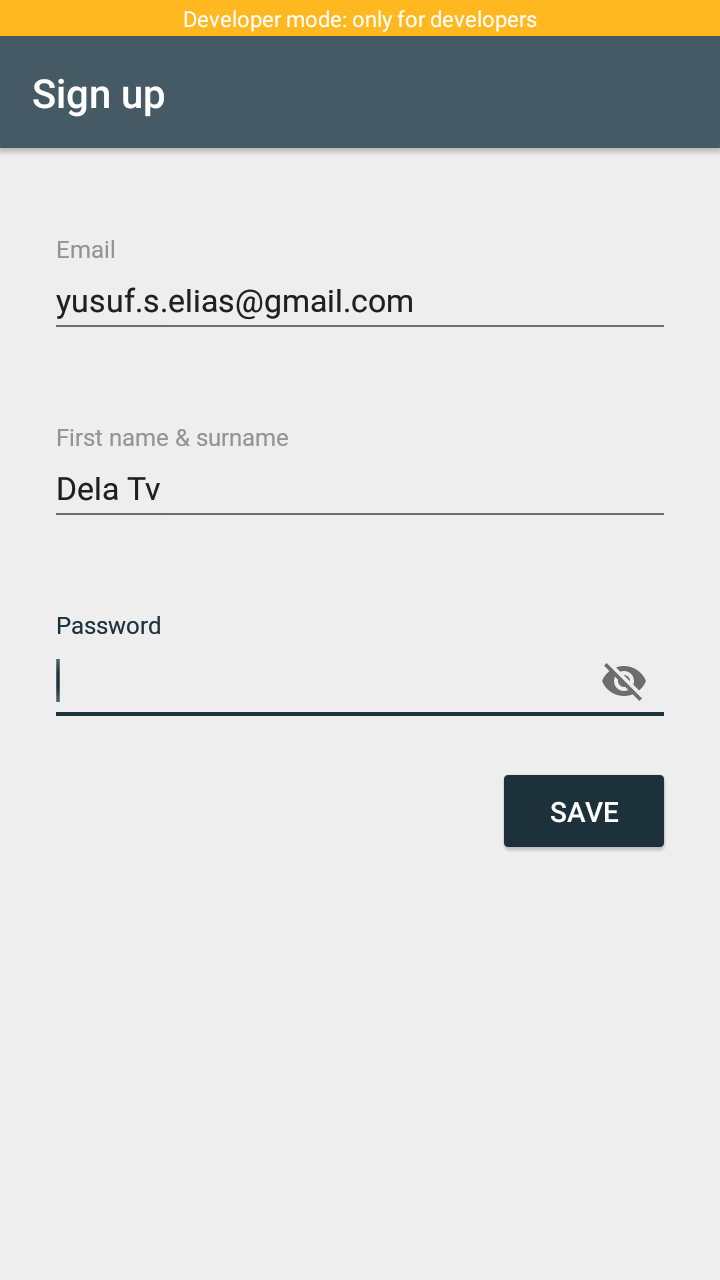 Developer mode: only for developers
Sign up
Email
yusuf.s.elias@gmail.com
First name & surname
Dela Tv
Password
SAVE